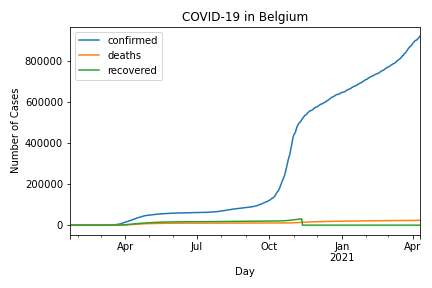 COVID-19 in Belgium
confirmed
deaths
recovered
Number of Cases
800000
600000
400000
200000
0
Apr
Jul
Oct
Jan
2021
Apr
Day